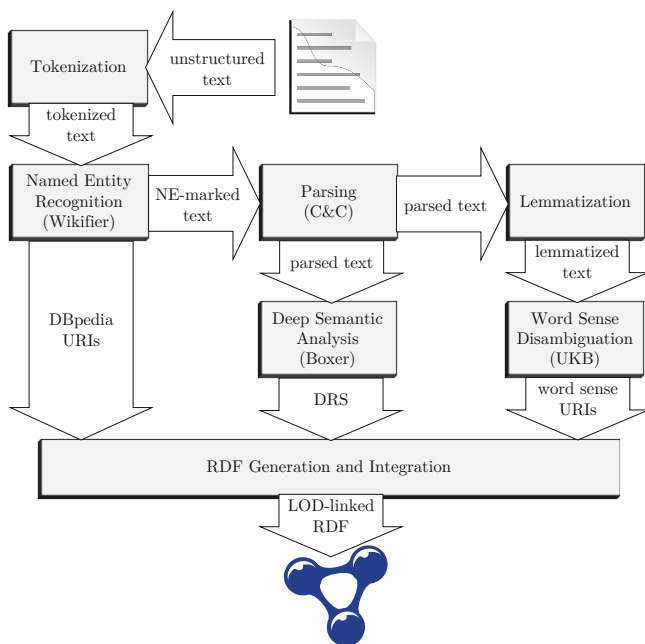 Tokenization
unstructured
text
tokenized
text
Named Entity
Recognition
(Wikifier)
NE-marked
text
Parsing
(C&C)
parsed text
Lemmatization
parsed text
lemmatized
text
DBpedia
URIs
Deep Semantic
Analysis
(Boxer)
Word Sense
Disambiguation
(UKB)
DRS
word sense
URIs
RDF Generation and Integration
LOD-linked
RDF